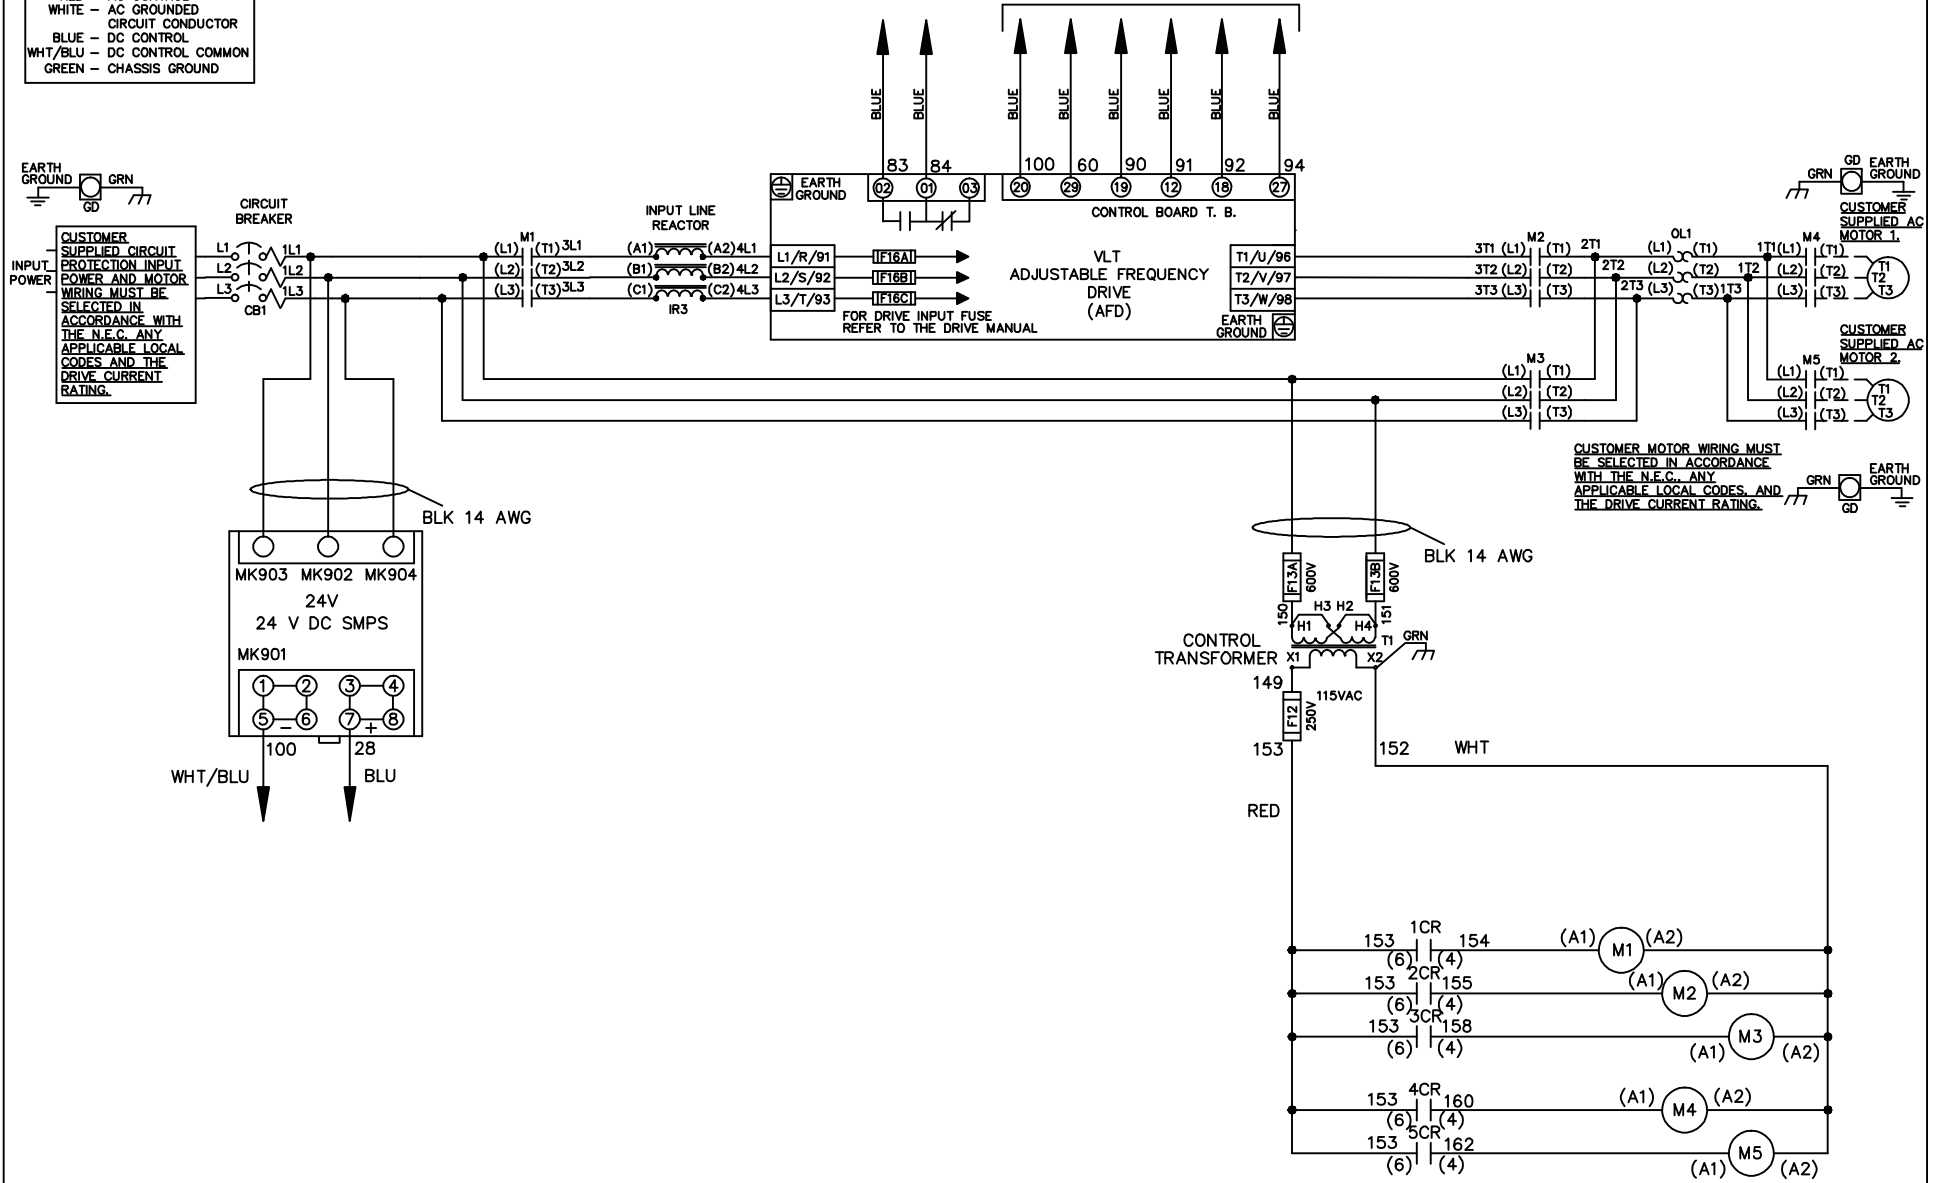 WHITE – AC GROUNDED
CIRCUIT CONDUCTOR
BLUE – DC CONTROL
WHT/BLU – DC CONTROL COMMON
GREEN – CHASSIS GROUND
BLUE
BLUE
BLUE
BLUE
BLUE
BLUE
BLUE
BLUE
83
84
100
60
90
91
92
94
EARTH
GROUND
GRN
GD
EARTH
GROUND
02
01
03
20
29
19
12
18
27
CONTROL BOARD T. B.
GD
EARTH
GROUND
GRN
CIRCUIT
BREAKER
INPUT LINE
REACTOR
CUSTOMER
SUPPLIED AC
MOTOR 1.
INPUT
POWER
CUSTOMER
SUPPLIED CIRCUIT
PROTECTION INPUT
POWER AND MOTOR
WIRING MUST BE
SELECTED IN
ACCORDANCE WITH
THE N.E.C. ANY
APPLICABLE LOCAL
CODES AND THE
DRIVE CURRENT
RATING.
L1
L2
L3
1L1
1L2
1L3
CB1
M1
(L1) (T1) 3L1
(L2) (T2) 3L2
(L3) (T3) 3L3
(A1) (A2) 4L1
(B1) (B2) 4L2
(C1) (C2) 4L3
IR3
L1/R/91
L2/S/92
L3/T/93
F16A
F16B
F16C
FOR DRIVE INPUT FUSE
REFER TO THE DRIVE MANUAL
VLT
ADJUSTABLE FREQUENCY
DRIVE
(AFD)
T1/U/96
T2/V/97
T3/W/98
EARTH
GROUND
M2
3T1 (L1) (T1) 2T1
3T2 (L2) (T2) 2T2
3T3 (L3) (T3) 2T3
OL1
(L1) (T1) 1T1
(L2) (T2) 1T2
(L3) (T3) 1T3
M4
(L1) (T1)
(L2) (T2)
(L3) (T3)
T1
T2
T3
CUSTOMER
SUPPLIED AC
MOTOR 2.
M3
(L1) (T1)
(L2) (T2)
(L3) (T3)
M5
(L1) (T1)
(L2) (T2)
(L3) (T3)
T1
T2
T3
CUSTOMER MOTOR WIRING MUST
BE SELECTED IN ACCORDANCE
WITH THE N.E.C., ANY
APPLICABLE LOCAL CODES, AND
THE DRIVE CURRENT RATING.
GRN
EARTH
GROUND
GD
BLK 14 AWG
BLK 14 AWG
MK903 MK902 MK904
24V
24 V DC SMPS
MK901
1
2
3
4
5
–
6
7
+
8
100
28
WHT/BLU
BLU
F13A
600V
F13B
600V
150
151
H3 H2
H1
H4
T1
GRN
CONTROL
TRANSFORMER
X1
X2
149
115VAC
F12
250V
153
152
WHT
RED
1CR
153 154
(6) (4)
(A1) M1 (A2)
2CR
153 155
(6) (4)
(A1) M2 (A2)
3CR
153 158
(6) (4)
(A1) M3 (A2)
4CR
153 160
(6) (4)
(A1) M4 (A2)
5CR
153 162
(6) (4)
(A1) M5 (A2)